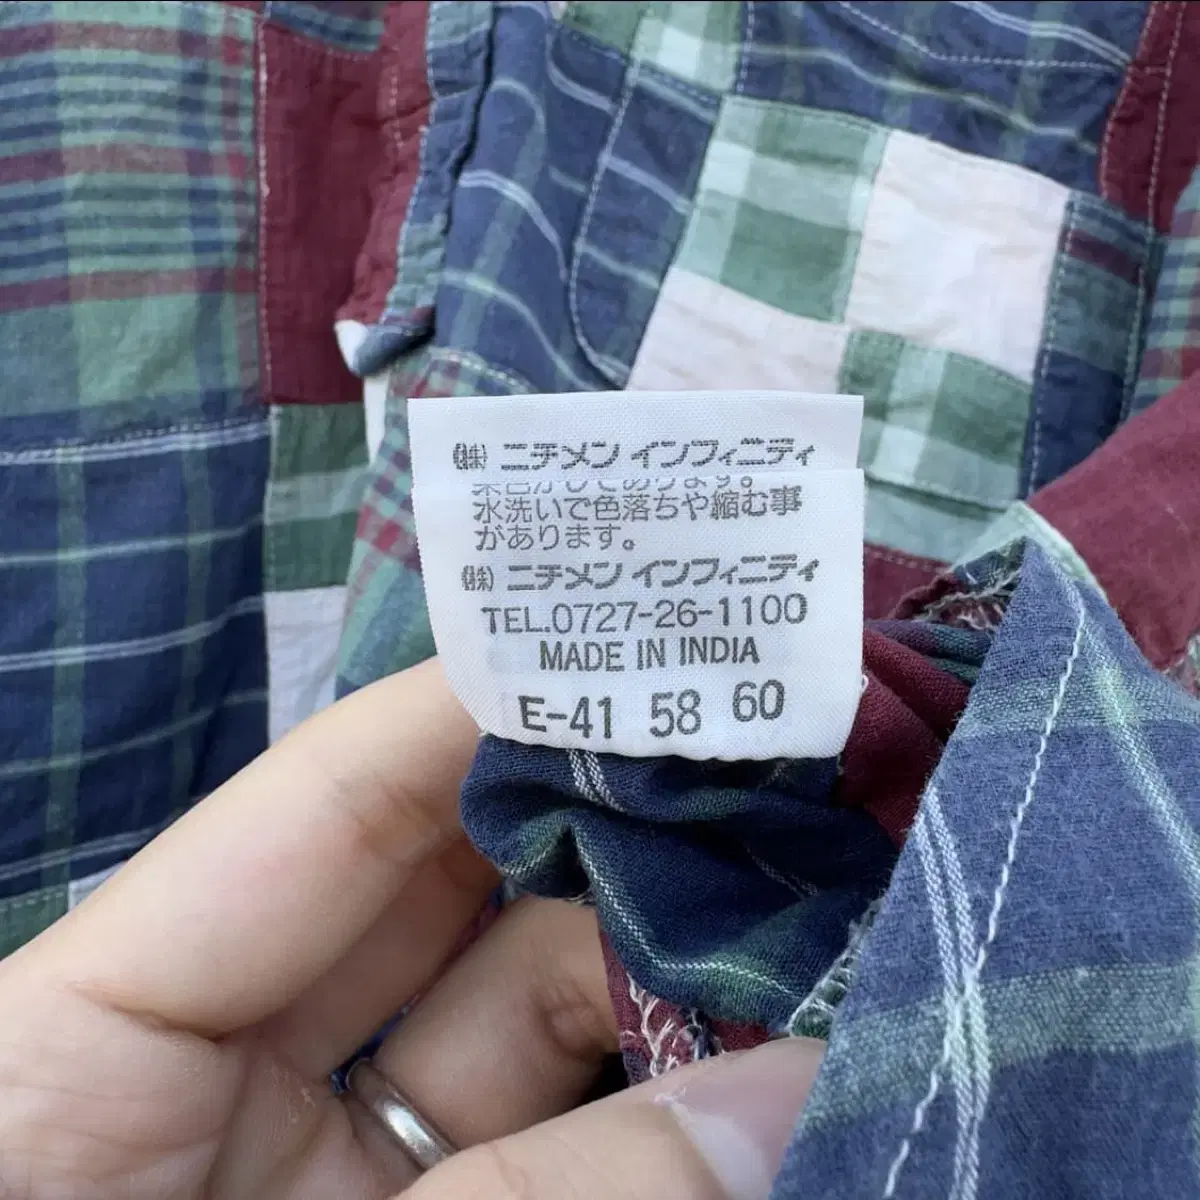 (株) ニチメン インフィニティ
水洗いで色落ちや縮む事
があります。
(株) ニチメン インフィニティ
TEL.0727-26-1100
MADE IN INDIA
E-41 58 60